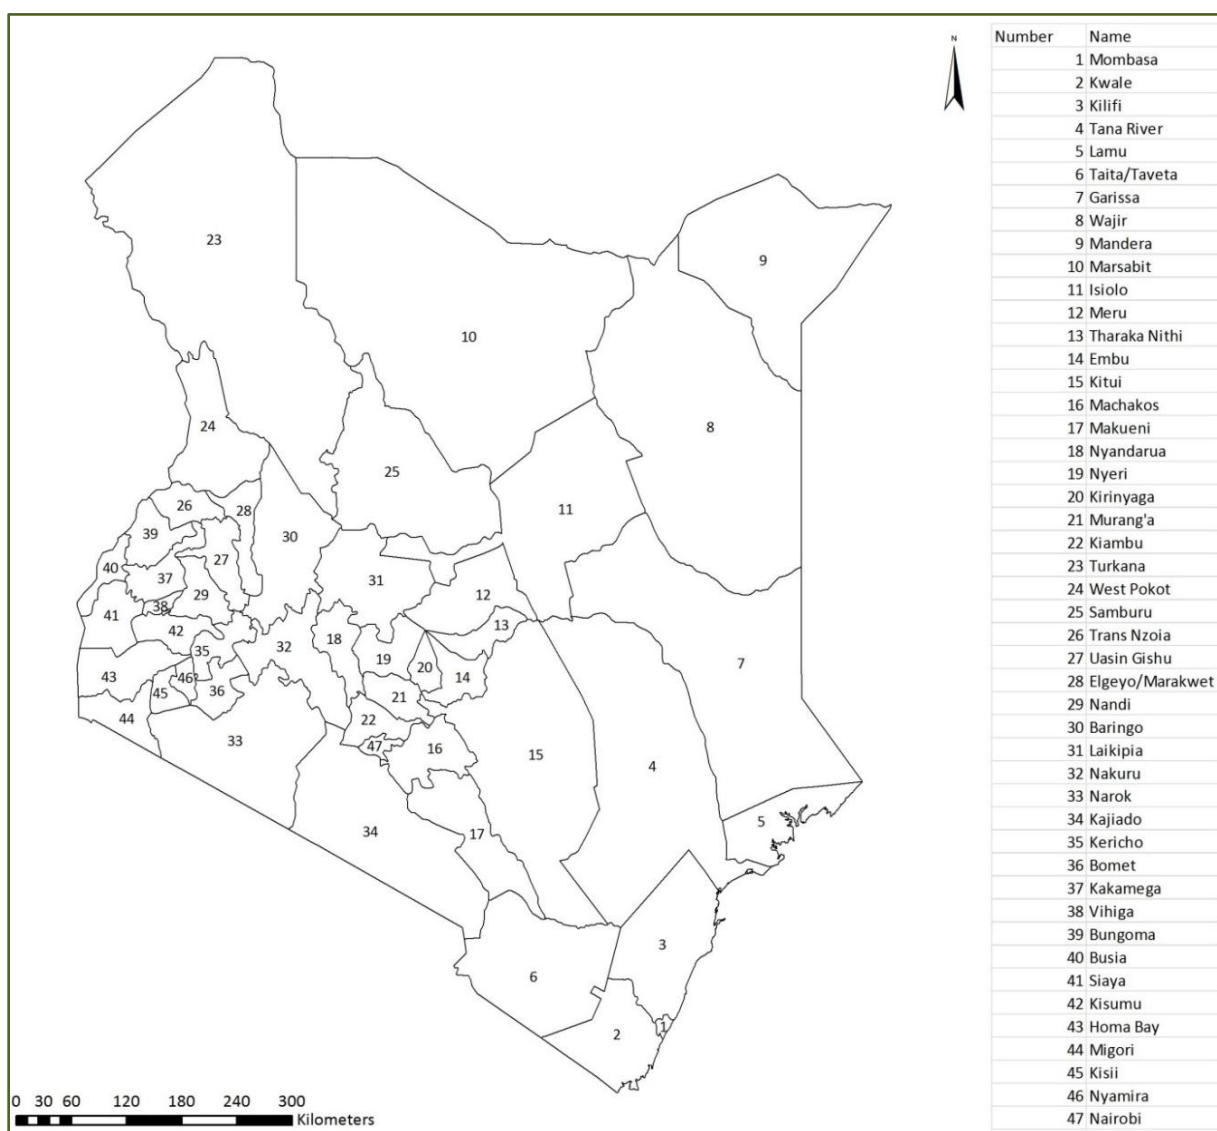 N
Number Name
1 Mombasa
2 Kwale
3 Kilifi
4 Tana River
5 Lamu
6 Taita/Taveta
7 Garissa
8 Wajir
9 Mandera
10 Marsabit
11 Isiolo
12 Meru
13 Tharaka Nithi
14 Embu
15 Kitui
16 Machakos
17 Makueni
18 Nyandarua
19 Nyeri
20 Kirinyaga
21 Murang'a
22 Kiambu
23 Turkana
24 West Pokot
25 Samburu
26 Trans Nzoia
27 Uasin Gishu
28 Elgeyo/Marakwet
29 Nandi
30 Baringo
31 Laikipia
32 Nakuru
33 Narok
34 Kajiado
35 Kericho
36 Bomet
37 Kakamega
38 Vihiga
39 Bungoma
40 Busia
41 Siaya
42 Kisumu
43 Homa Bay
44 Migori
45 Kisii
46 Nyamira
47 Nairobi
23
9
10
24
8
25
26
28
11
39
30
27
40
37
31
29
12
38
41
13
42
18
32
35
19
20
7
43
46
14
36
45
21
44
22
33
47
16
15
4
5
34
17
3
6
1
2
0 30 60 120 180 240 300
Kilometers